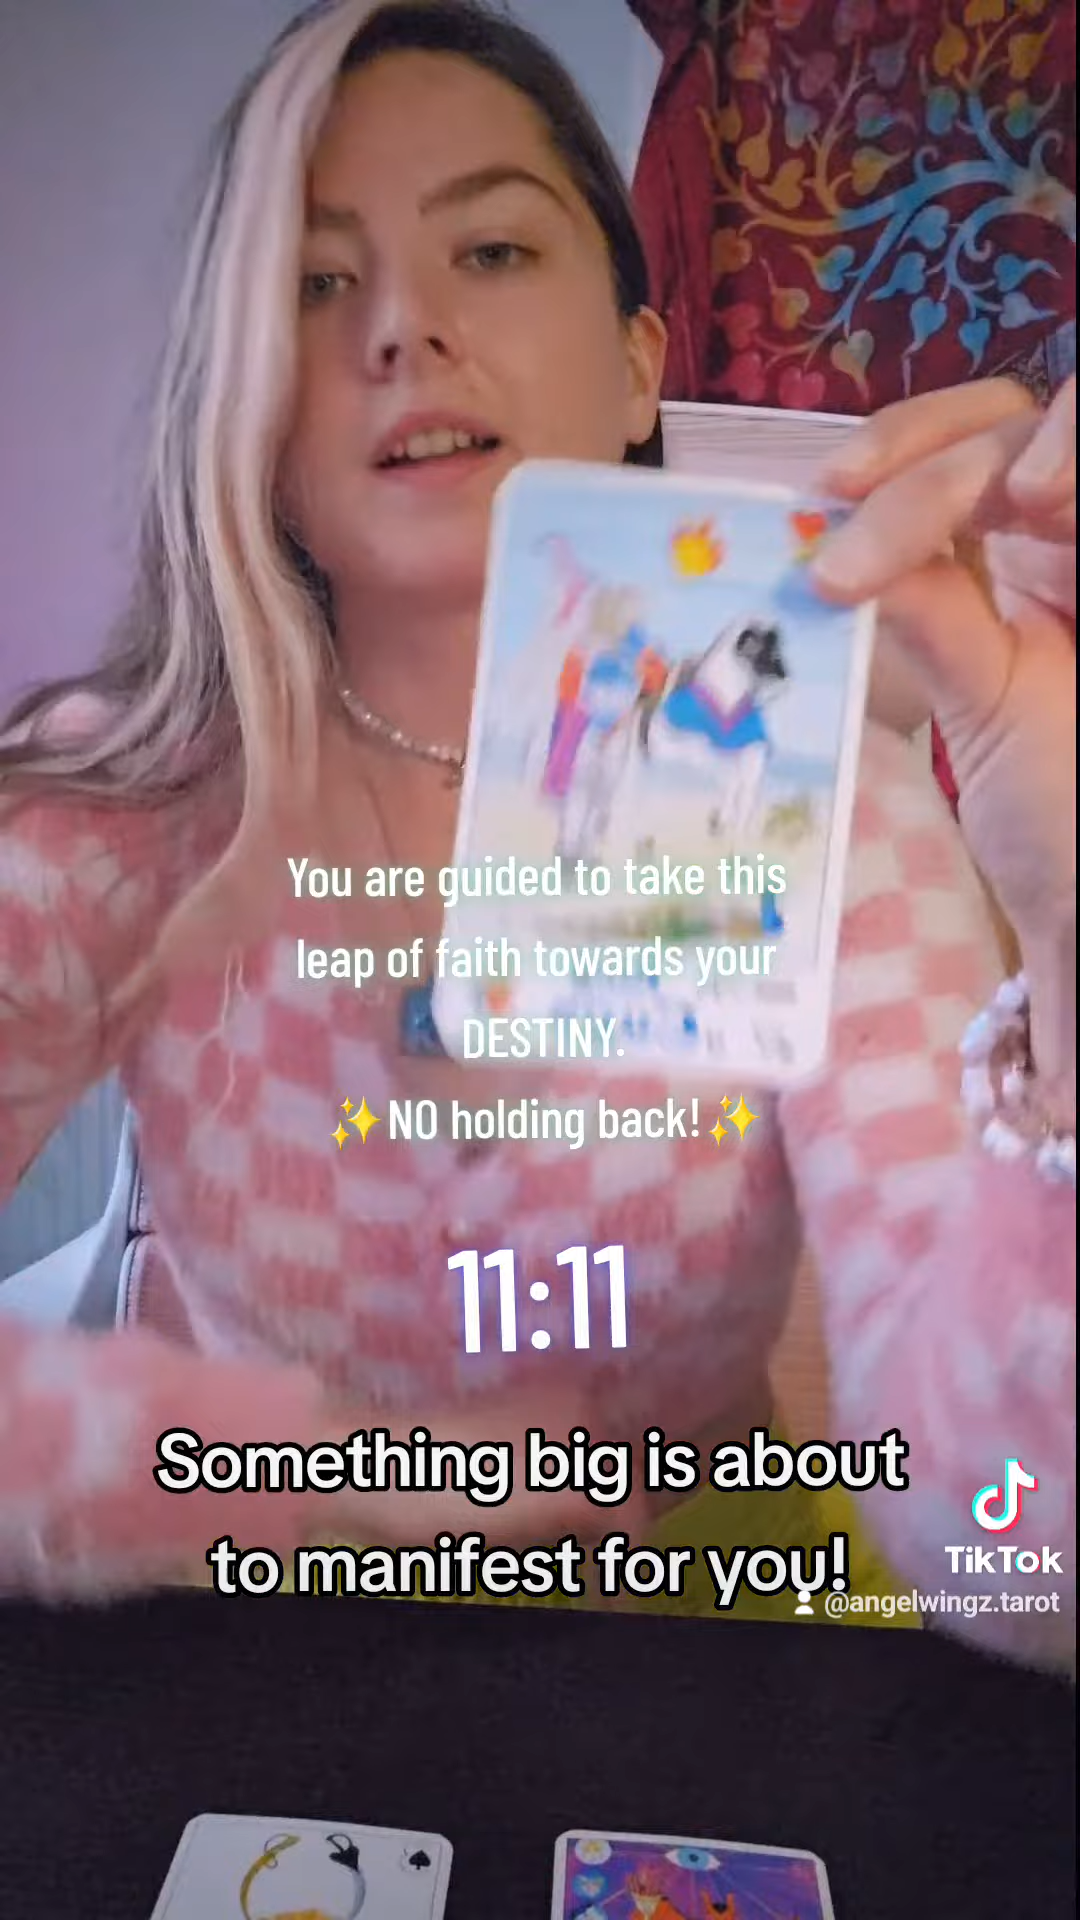 You are guided to take this
leap of faith towards your
DESTINY.
✨NO holding back!✨
11:11
Something big is about
to manifest for you!
TikTok
@angelwingz.tarot